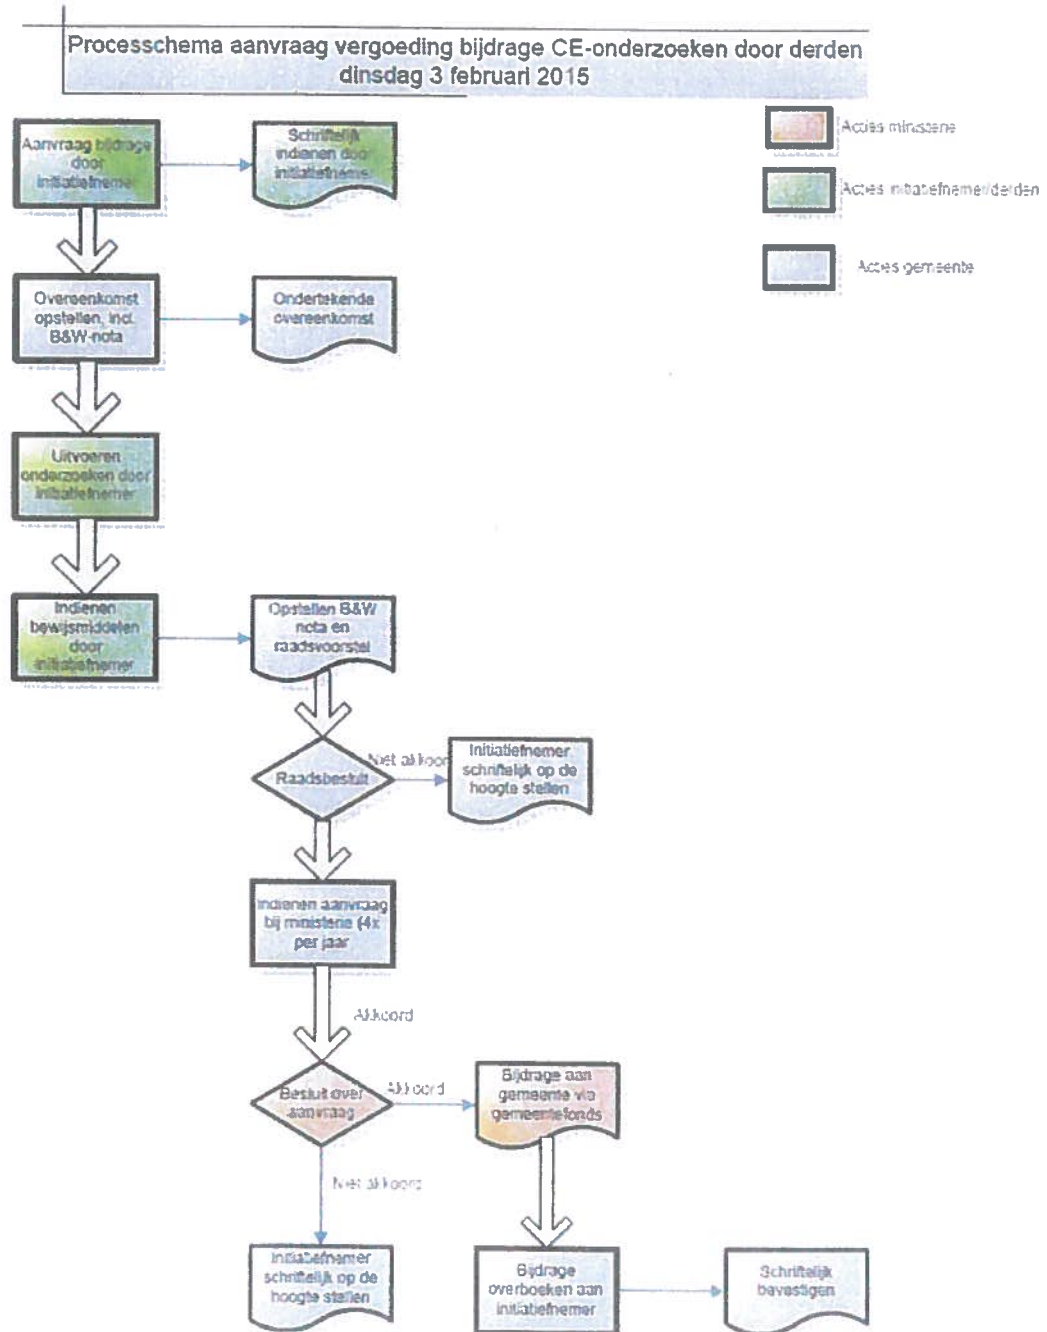 Processchema aanvraag vergoeding bijdrage CE-onderzoeken door derden
dinsdag 3 februari 2015
Acties ministerie
Acties initiatiefnemer/derden
Acties gemeente
Aanvraag bijdrage
door
initiatiefnemer
Schriftelijk
indienen door
initiatiefneme
Overeenkomst
opstellen, incl.
B&W-nota
Ondertekende
overeenkomst
Uitvoeren
onderzoeken door
initiatiefnemer
Indienen
bewijsmiddelen
door
initiatiefnemer
Opstellen B&W
nota en
raadsvoorstel
Raadsbesluit
Niet akkoor
Initiatiefnemer
schriftelijk op de
hoogte stellen
Indienen aanvraag
bij ministerie (4x
per jaar
Akkoord
Besluit over
aanvraag
Akkoord
Bijdrage aan
gemeente via
gemeentefonds
Niet akkoord
Initiatiefnemer
schriftelijk op de
hoogte stellen
Bijdrage
overboeken aan
initiatiefnemer
Schriftelijk
bevestigen